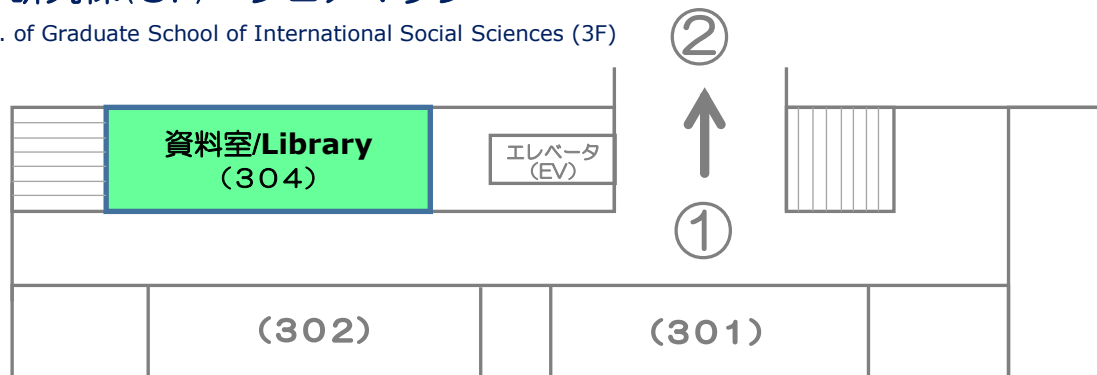 . of Graduate School of International Social Sciences (3F)
②
資料室/Library
（３０４）
エレベータ
（EV）
①
（３０２）
（３０１）